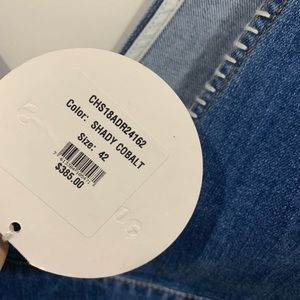 CHS18ADR24162
Color: SHADY COBALT
Size: 42
$385.00